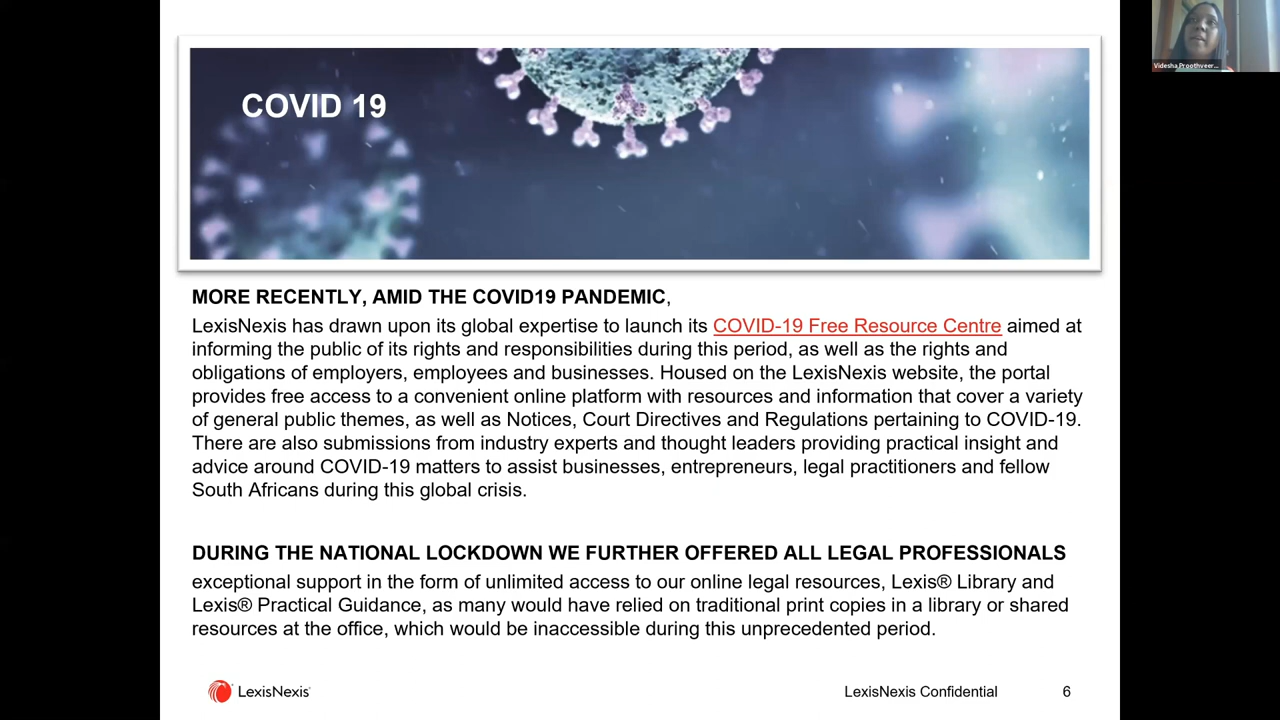 Videsha Proothveer...
COVID 19
MORE RECENTLY, AMID THE COVID19 PANDEMIC,
LexisNexis has drawn upon its global expertise to launch its COVID-19 Free Resource Centre aimed at
informing the public of its rights and responsibilities during this period, as well as the rights and
obligations of employers, employees and businesses. Housed on the LexisNexis website, the portal
provides free access to a convenient online platform with resources and information that cover a variety
of general public themes, as well as Notices, Court Directives and Regulations pertaining to COVID-19.
There are also submissions from industry experts and thought leaders providing practical insight and
advice around COVID-19 matters to assist businesses, entrepreneurs, legal practitioners and fellow
South Africans during this global crisis.
DURING THE NATIONAL LOCKDOWN WE FURTHER OFFERED ALL LEGAL PROFESSIONALS
exceptional support in the form of unlimited access to our online legal resources, Lexis® Library and
Lexis® Practical Guidance, as many would have relied on traditional print copies in a library or shared
resources at the office, which would be inaccessible during this unprecedented period.
LexisNexis
LexisNexis Confidential 6